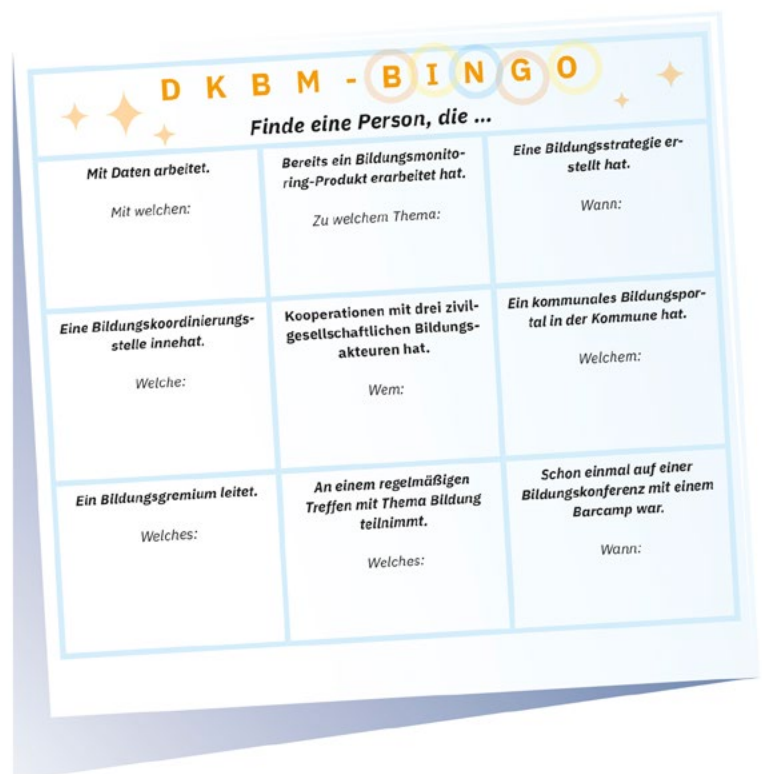 DKBM-BINGO
Finde eine Person, die ...
Mit Daten arbeitet.
Mit welchen:
Bereits ein Bildungsmonito-
ring-Produkt erarbeitet hat.
Zu welchem Thema:
Eine Bildungsstrategie er-
stellt hat.
Wann:
Eine Bildungskoordinierungs-
stelle innehat.
Welche:
Kooperationen mit drei zivil-
gesellschaftlichen Bildungs-
akteuren hat.
Wem:
Ein kommunales Bildungspor-
tal in der Kommune hat.
Welchem:
Ein Bildungsgremium leitet.
Welches:
An einem regelmäßigen
Treffen mit Thema Bildung
teilnimmt.
Welches:
Schon einmal auf einer
Bildungskonferenz mit einem
Barcamp war.
Wann: